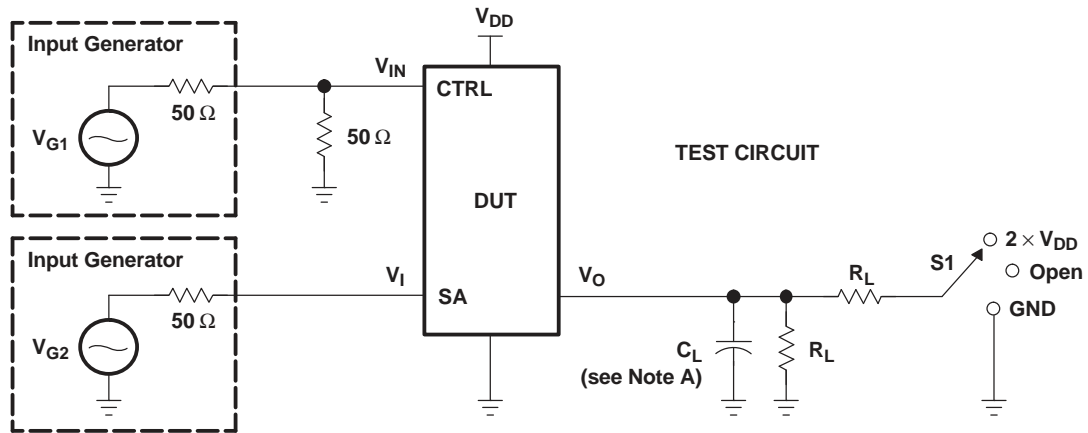 V_DD
Input Generator
V_IN
CTRL
50 Ω
50 Ω
V_G1
TEST CIRCUIT
DUT
Input Generator
2 × V_DD
S1
V_I
V_O
R_L
Open
SA
GND
50 Ω
V_G2
C_L
R_L
(see Note A)